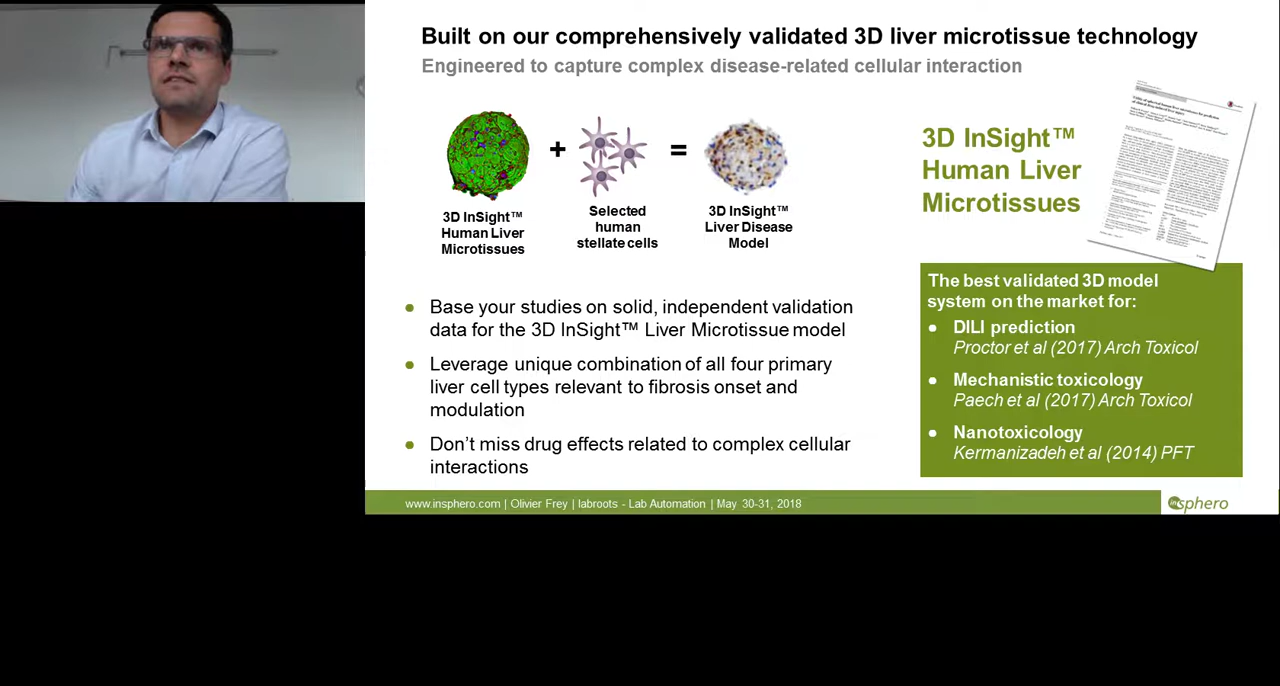 Built on our comprehensively validated 3D liver microtissue technology
Engineered to capture complex disease-related cellular interaction
+
=
3D InSight™
Human Liver
Microtissues
Selected
human
stellate cells
3D InSight™
Liver Disease
Model
● Base your studies on solid, independent validation
data for the 3D InSight™ Liver Microtissue model
● Leverage unique combination of all four primary
liver cell types relevant to fibrosis onset and
modulation
● Don't miss drug effects related to complex cellular
interactions
3D InSight™
Human Liver
Microtissues
The best validated 3D model
system on the market for:
● DILI prediction
Proctor et al (2017) Arch Toxicol
● Mechanistic toxicology
Paech et al (2017) Arch Toxicol
● Nanotoxicology
Kermanizadeh et al (2014) PFT
www.insphero.com | Olivier Frey | labroots - Lab Automation | May 30-31, 2018
insphero